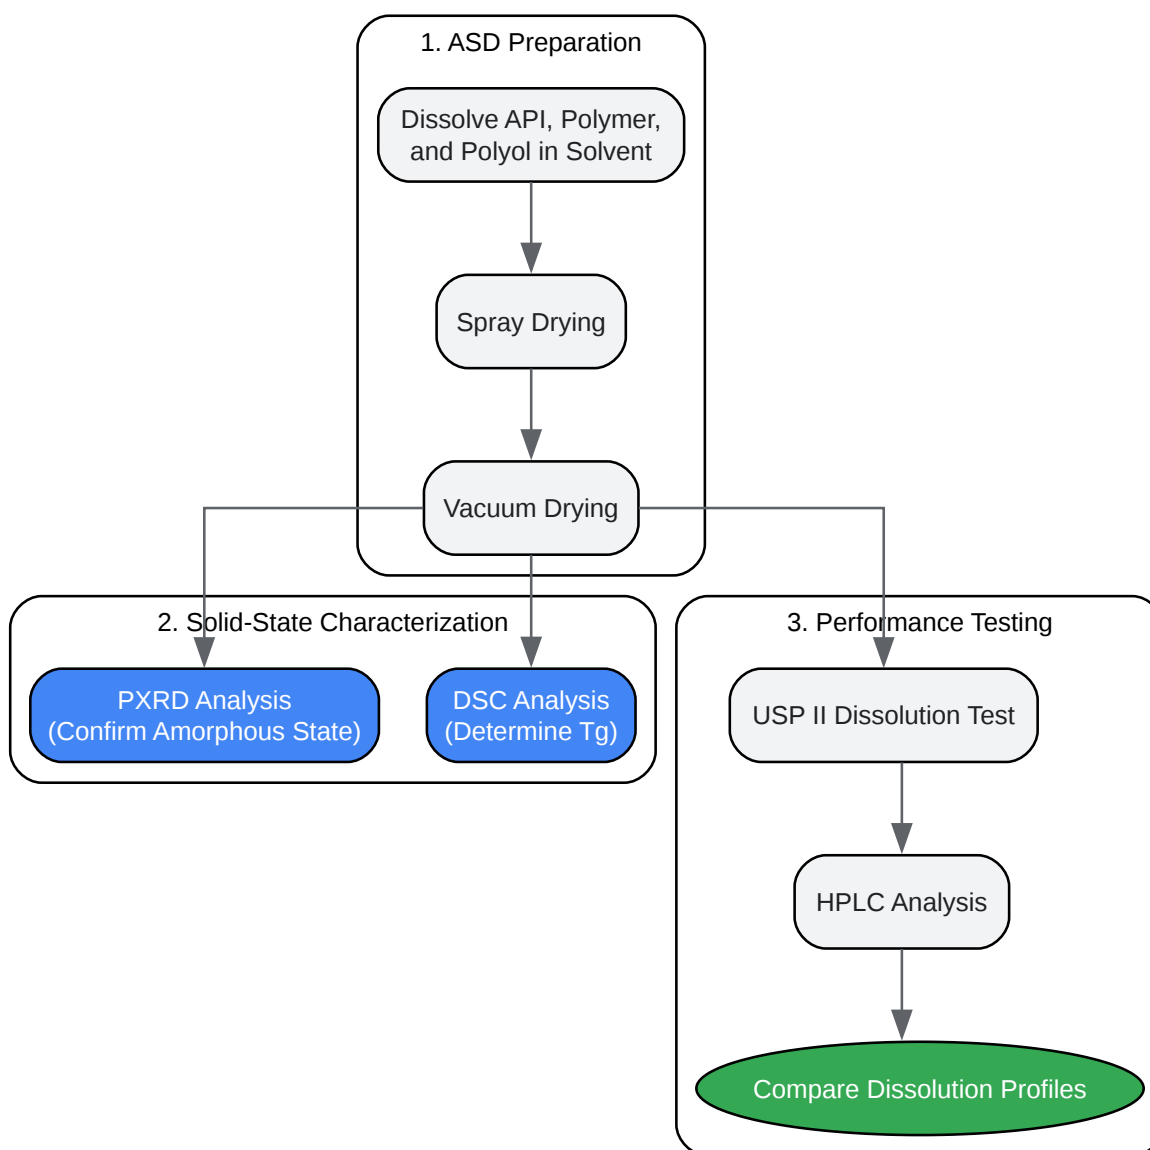 1. ASD Preparation
Dissolve API, Polymer,
and Polyol in Solvent
Spray Drying
Vacuum Drying
2. Solid-State Characterization
PXRD Analysis
(Confirm Amorphous State)
DSC Analysis
(Determine Tg)
3. Performance Testing
USP II Dissolution Test
HPLC Analysis
Compare Dissolution Profiles